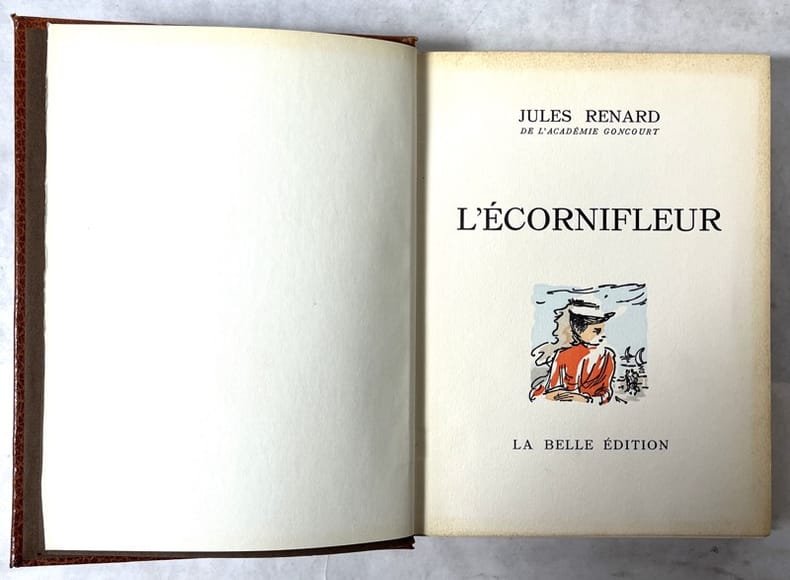 JULES RENARD
DE L'ACADÉMIE GONCOURT
L'ÉCORNIFLEUR
LA BELLE ÉDITION